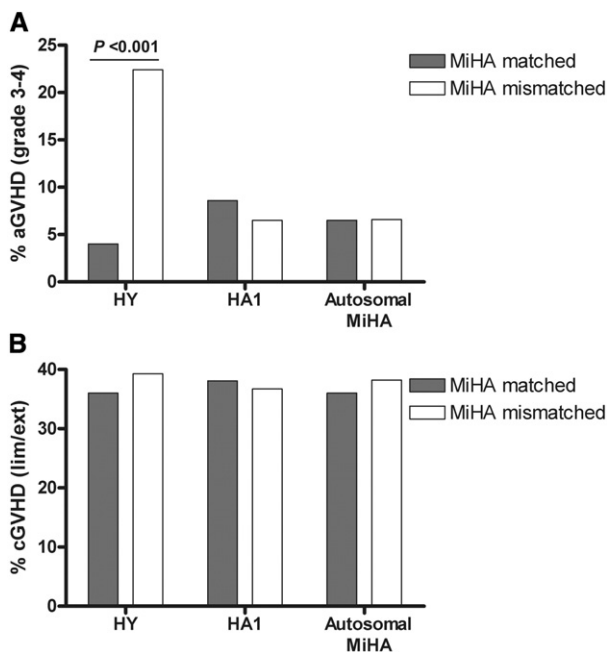 A
P <0.001
% aGVHD (grade 3-4)
25
20
15
10
5
0
MiHA matched
MiHA mismatched
HY
HA1
Autosomal
MiHA
B
% cGVHD (lim/ext)
40
30
20
10
0
MiHA matched
MiHA mismatched
HY
HA1
Autosomal
MiHA